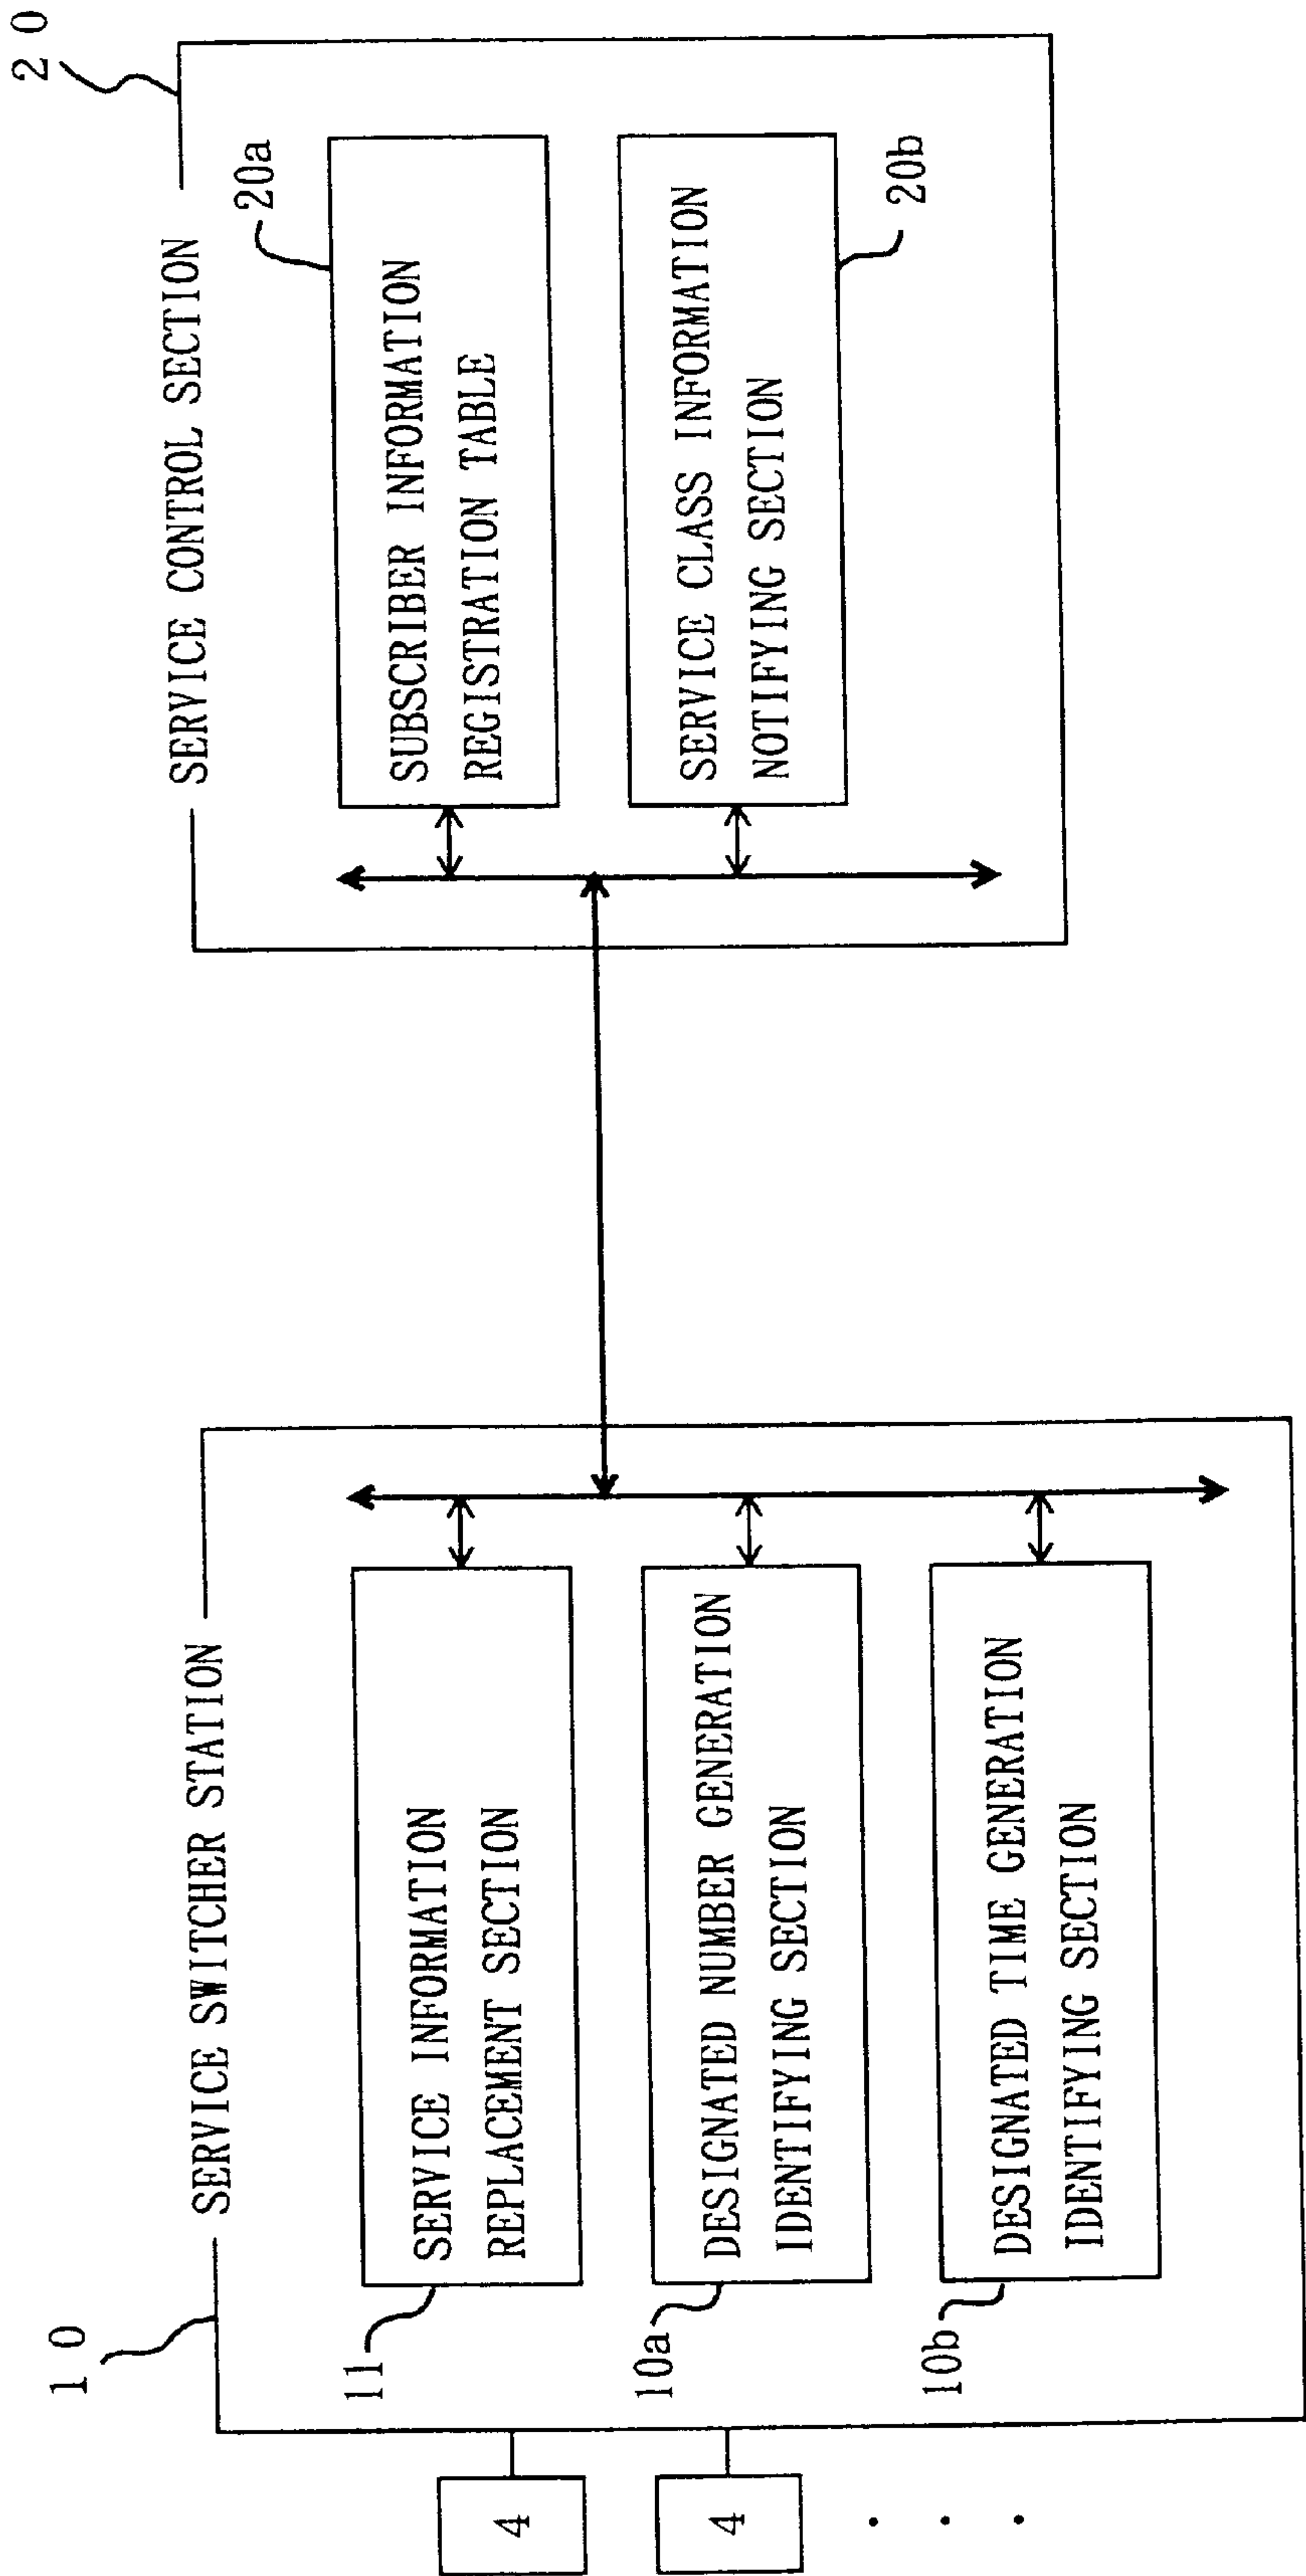 10
SERVICE SWITCHER STATION
11
SERVICE INFORMATION
REPLACEMENT SECTION
10a
DESIGNATED NUMBER GENERATION
IDENTIFYING SECTION
10b
DESIGNATED TIME GENERATION
IDENTIFYING SECTION
4
4
20
SERVICE CONTROL SECTION
20a
SUBSCRIBER INFORMATION
REGISTRATION TABLE
20b
SERVICE CLASS INFORMATION
NOTIFYING SECTION